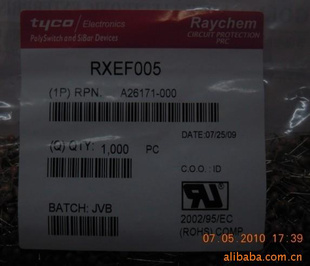 tyco Electronics
PolySwitch and SiBar Devices
Raychem
CIRCUIT PROTECTION
PRC
RXEF005
(1P) RPN. A26171-000
DATE:07/25/09
(Q) QTY: 1,000 PC
C.O.O.: ID
BATCH: JVB
2002/95/EC
(ROHS) COMP
07.05.2010 17:39
alibaba.com.cn